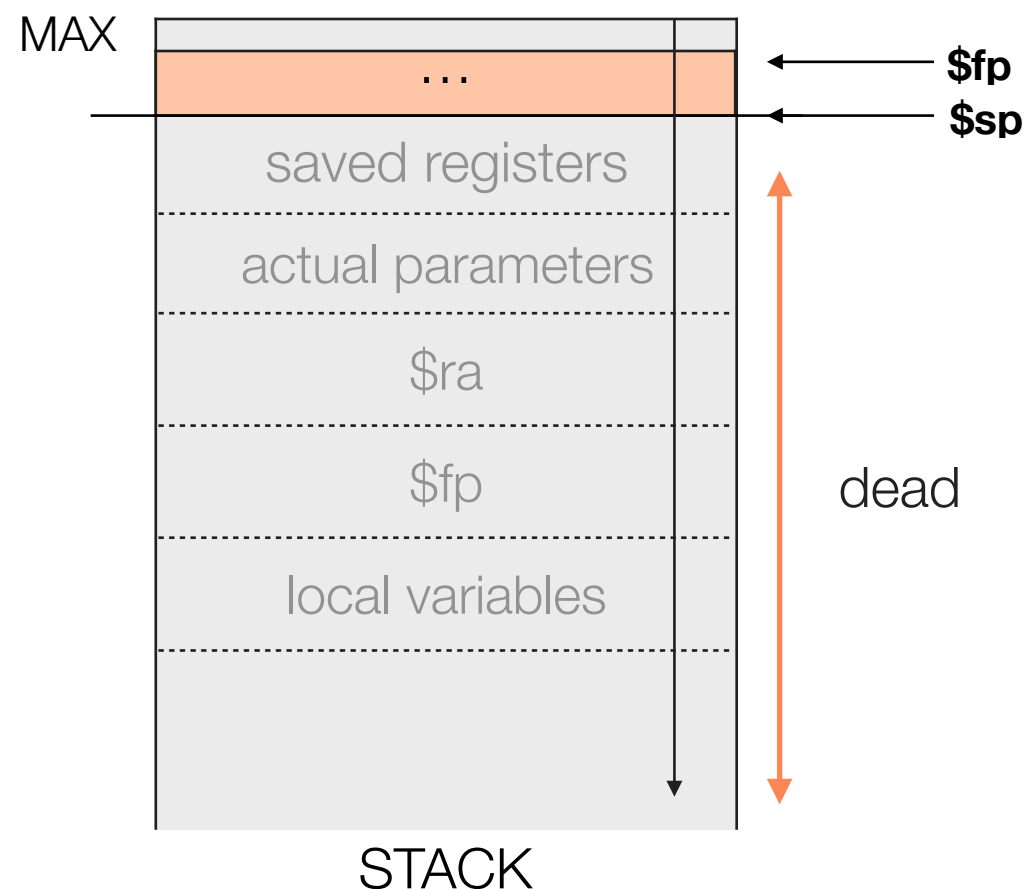 MAX
...
$fp
$sp
saved registers
actual parameters
$ra
$fp
dead
local variables
STACK